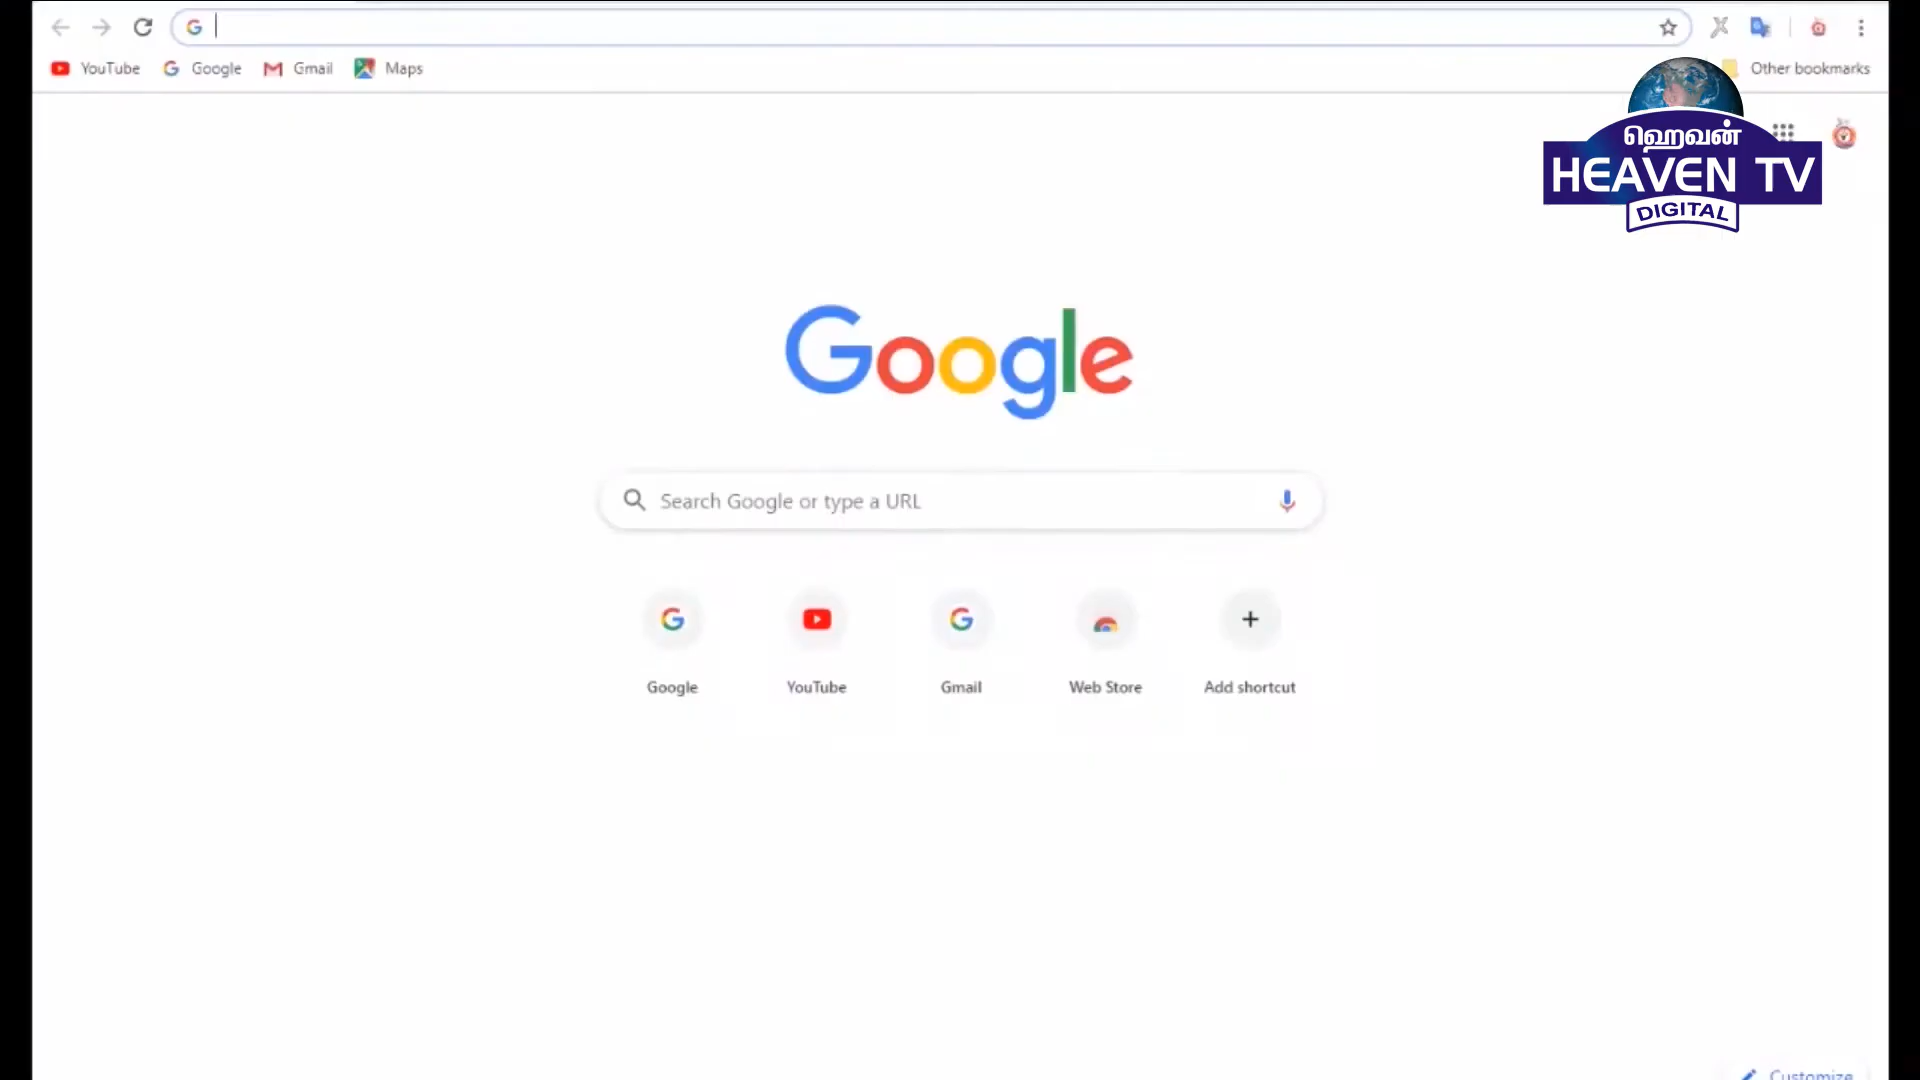 YouTube Google Gmail Maps Other bookmarks
ஹெவன்
HEAVEN TV
DIGITAL
Google
Search Google or type a URL
Google YouTube Gmail Web Store Add shortcut
Customize